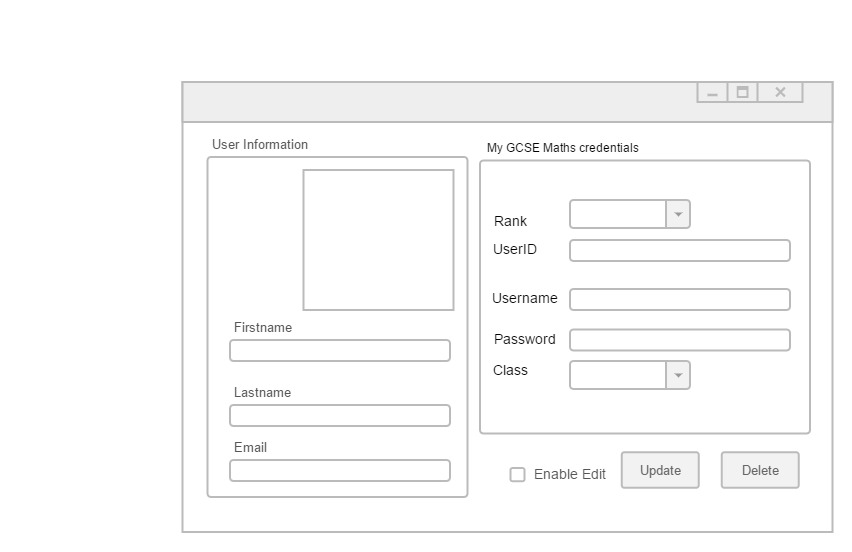 User Information
Firstname
Lastname
Email
My GCSE Maths credentials
Rank
UserID
Username
Password
Class
Enable Edit
Update
Delete